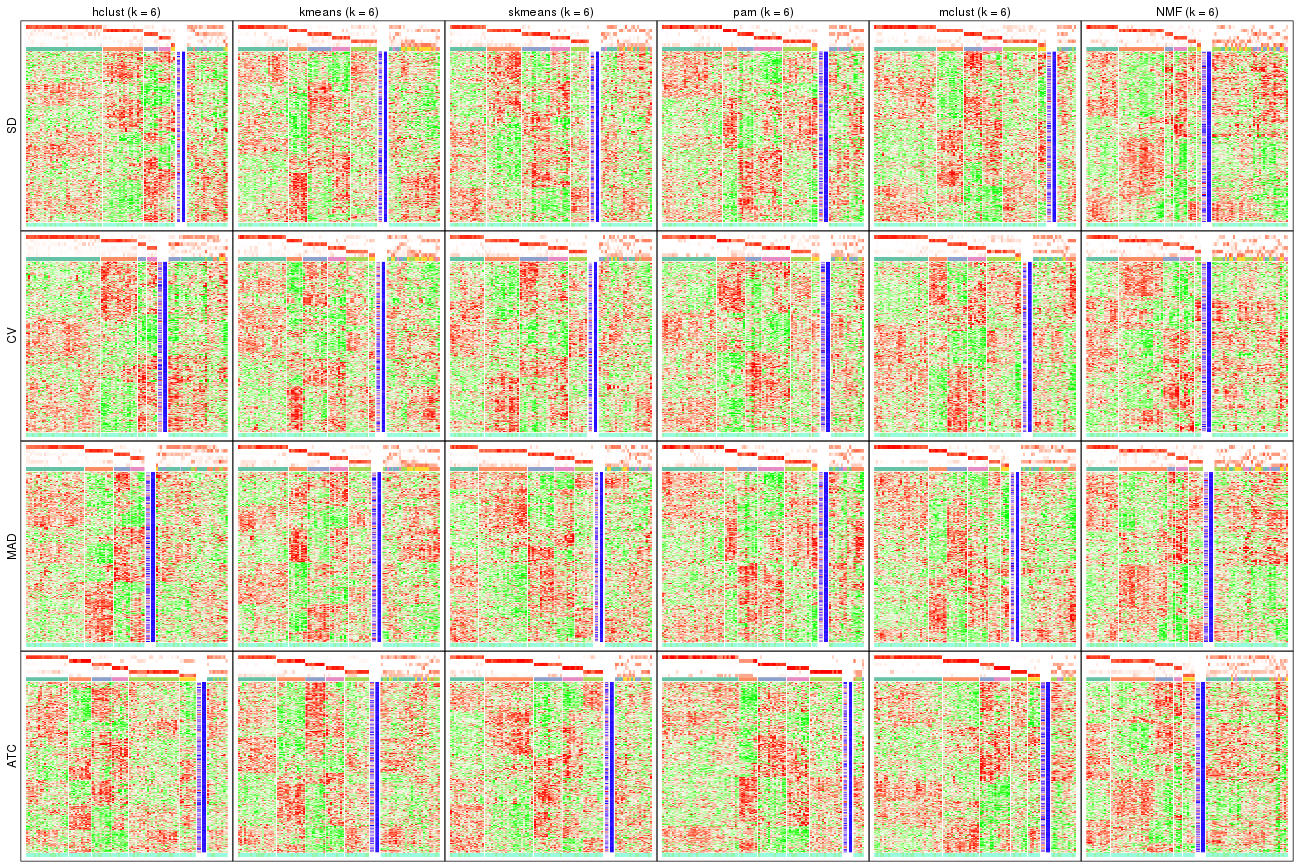 hclust (k = 6) kmeans (k = 6) skmeans (k = 6) pam (k = 6) mclust (k = 6) NMF (k = 6)
SD
CV
MAD
ATC